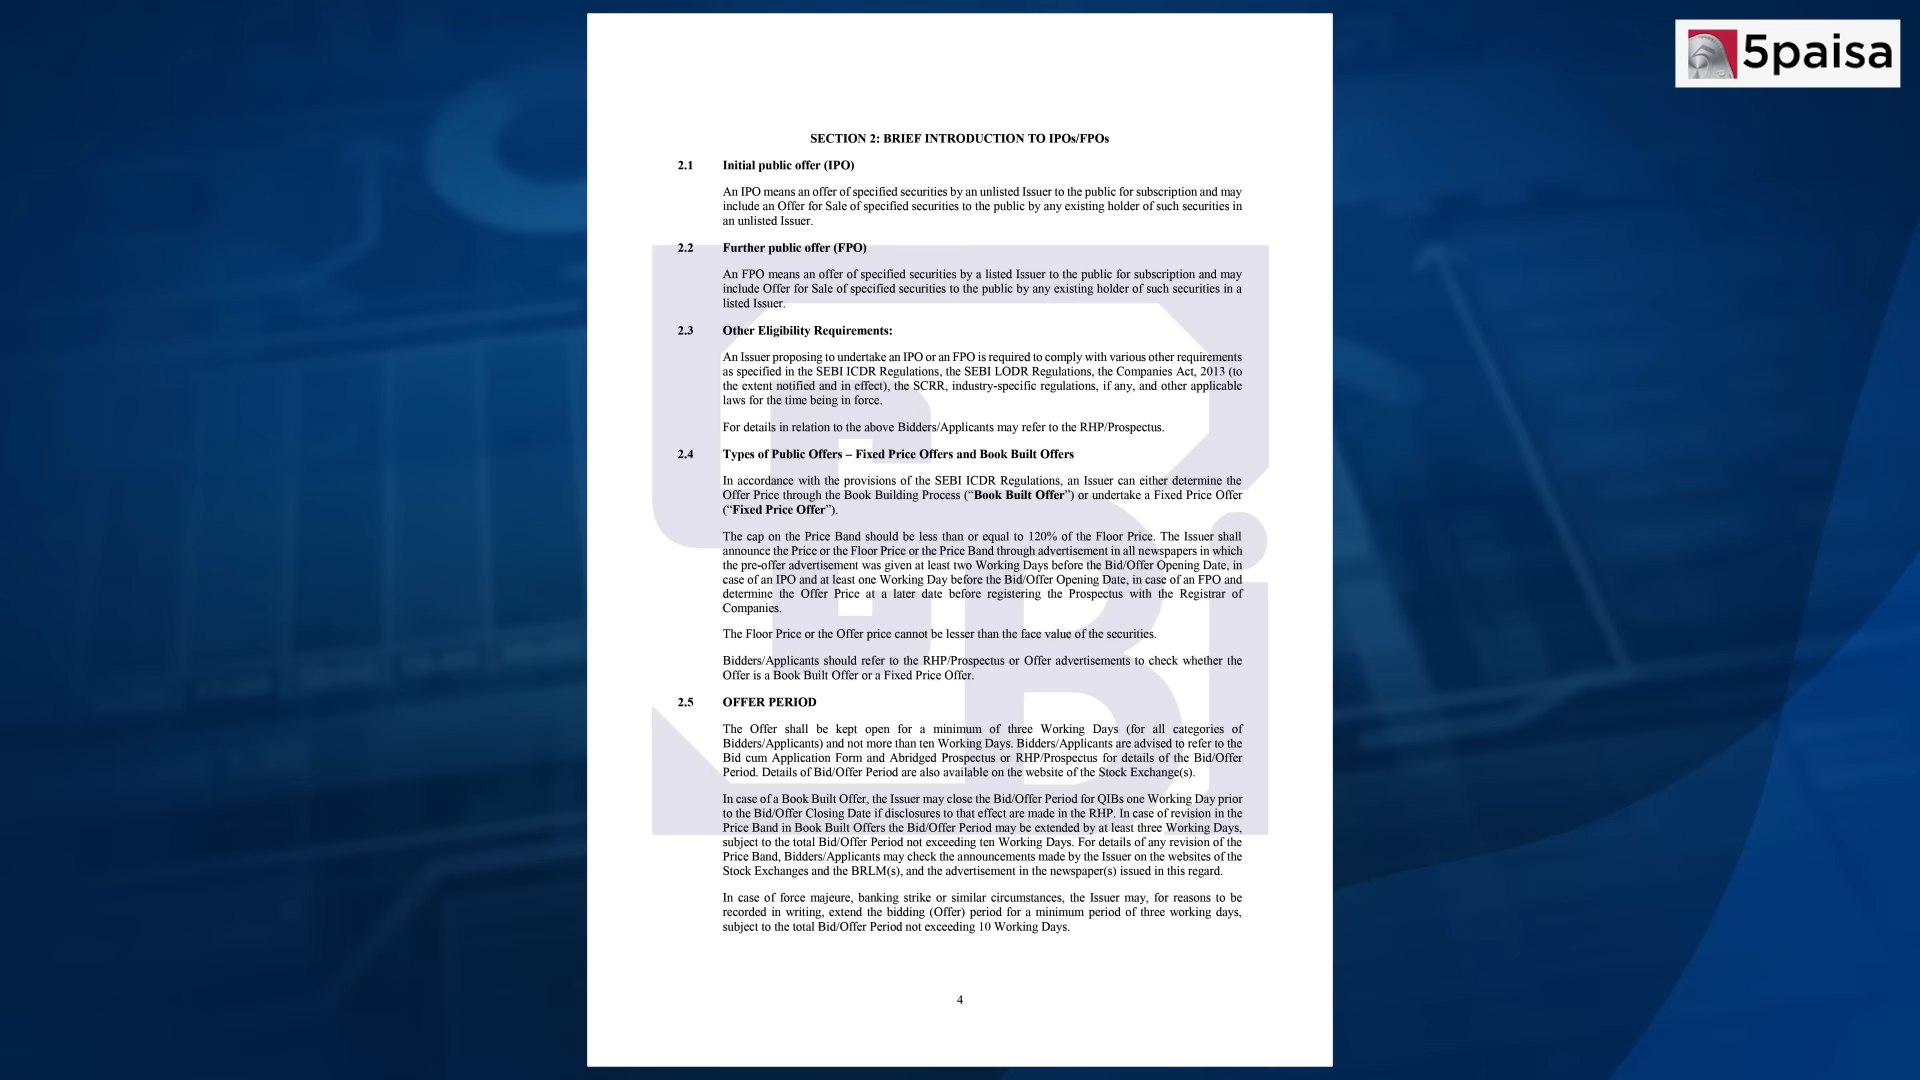 5paisa
SECTION 2: BRIEF INTRODUCTION TO IPOs/FPOs
2.1 Initial public offer (IPO)
An IPO means an offer of specified securities by an unlisted Issuer to the public for subscription and may
include an Offer for Sale of specified securities to the public by any existing holder of such securities in
an unlisted Issuer.
2.2 Further public offer (FPO)
An FPO means an offer of specified securities by a listed Issuer to the public for subscription and may
include Offer for Sale of specified securities to the public by any existing holder of such securities in a
listed Issuer.
2.3 Other Eligibility Requirements:
An Issuer proposing to undertake an IPO or an FPO is required to comply with various other requirements
as specified in the SEBI ICDR Regulations, the SEBI LODR Regulations, the Companies Act, 2013 (to
the extent notified and in effect), the SCRR, industry-specific regulations, if any, and other applicable
laws for the time being in force.
For details in relation to the above Bidders/Applicants may refer to the RHP/Prospectus.
2.4 Types of Public Offers – Fixed Price Offers and Book Built Offers
In accordance with the provisions of the SEBI ICDR Regulations, an Issuer can either determine the
Offer Price through the Book Building Process (“Book Built Offer”) or undertake a Fixed Price Offer
(“Fixed Price Offer”).
The cap on the Price Band should be less than or equal to 120% of the Floor Price. The Issuer shall
announce the Price or the Floor Price or the Price Band through advertisement in all newspapers in which
the pre-offer advertisement was given at least two Working Days before the Bid/Offer Opening Date, in
case of an IPO and at least one Working Day before the Bid/Offer Opening Date, in case of an FPO and
determine the Offer Price at a later date before registering the Prospectus with the Registrar of
Companies.
The Floor Price or the Offer price cannot be lesser than the face value of the securities.
Bidders/Applicants should refer to the RHP/Prospectus or Offer advertisements to check whether the
Offer is a Book Built Offer or a Fixed Price Offer.
2.5 OFFER PERIOD
The Offer shall be kept open for a minimum of three Working Days (for all categories of
Bidders/Applicants) and not more than ten Working Days. Bidders/Applicants are advised to refer to the
Bid cum Application Form and Abridged Prospectus or RHP/Prospectus for details of the Bid/Offer
Period. Details of Bid/Offer Period are also available on the website of the Stock Exchange(s).
In case of a Book Built Offer, the Issuer may close the Bid/Offer Period for QIBs one Working Day prior
to the Bid/Offer Closing Date if disclosures to that effect are made in the RHP. In case of revision in the
Price Band in Book Built Offers the Bid/Offer Period may be extended by at least three Working Days,
subject to the total Bid/Offer Period not exceeding ten Working Days. For details of any revision of the
Price Band, Bidders/Applicants may check the announcements made by the Issuer on the websites of the
Stock Exchanges and the BRLM(s), and the advertisement in the newspaper(s) issued in this regard.
In case of force majeure, banking strike or similar circumstances, the Issuer may, for reasons to be
recorded in writing, extend the bidding (Offer) period for a minimum period of three working days,
subject to the total Bid/Offer Period not exceeding 10 Working Days.
4